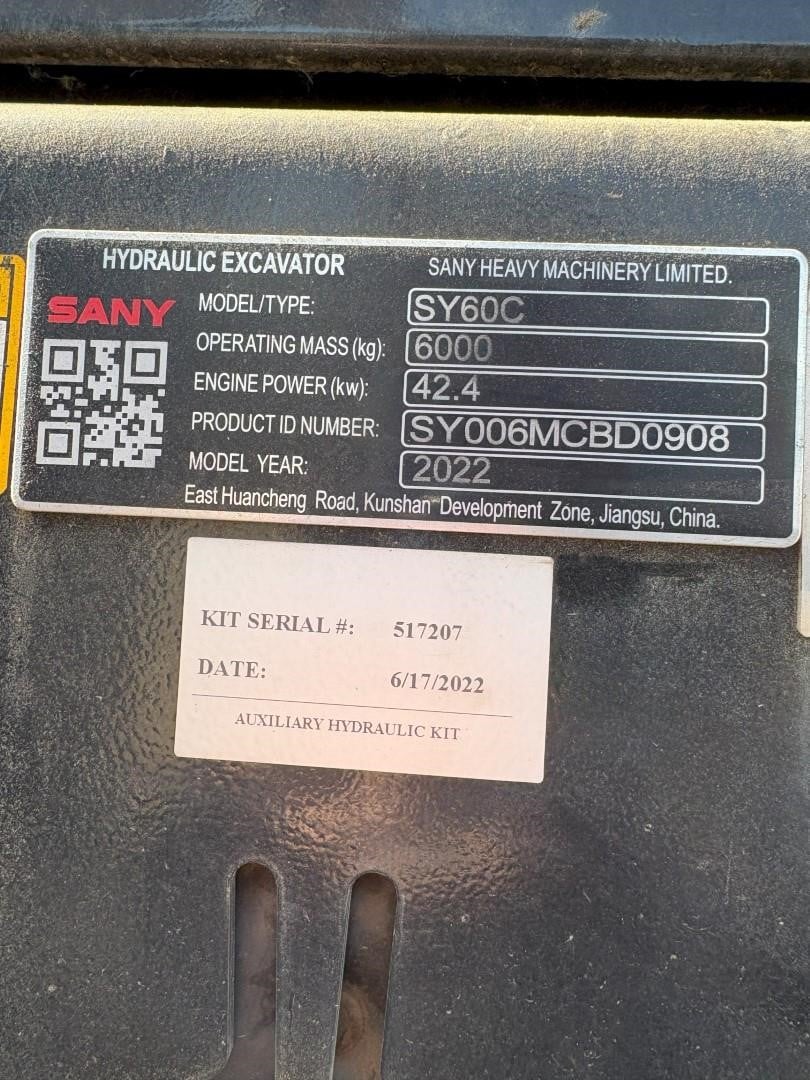 HYDRAULIC EXCAVATOR SANY HEAVY MACHINERY LIMITED.
SANY
MODEL/TYPE: SY60C
OPERATING MASS (kg): 6000
ENGINE POWER (kw): 42.4
PRODUCT ID NUMBER: SY006MCBD0908
MODEL YEAR: 2022
East Huancheng Road, Kunshan Development Zone, Jiangsu, China.
KIT SERIAL #: 517207
DATE: 6/17/2022
AUXILIARY HYDRAULIC KIT